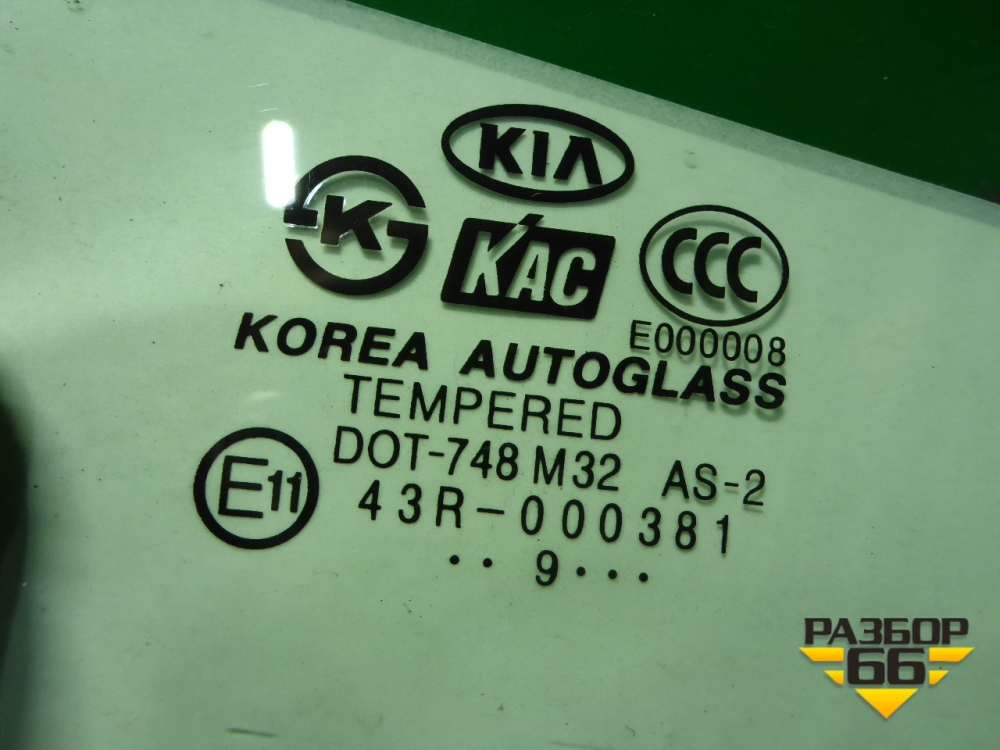 KIA
K
KAC
CCC
E000008
KOREA AUTOGLASS
TEMPERED
DOT-748 M32 AS-2
E11
43R-000381
·· 9 ···
РАЗБОР
66